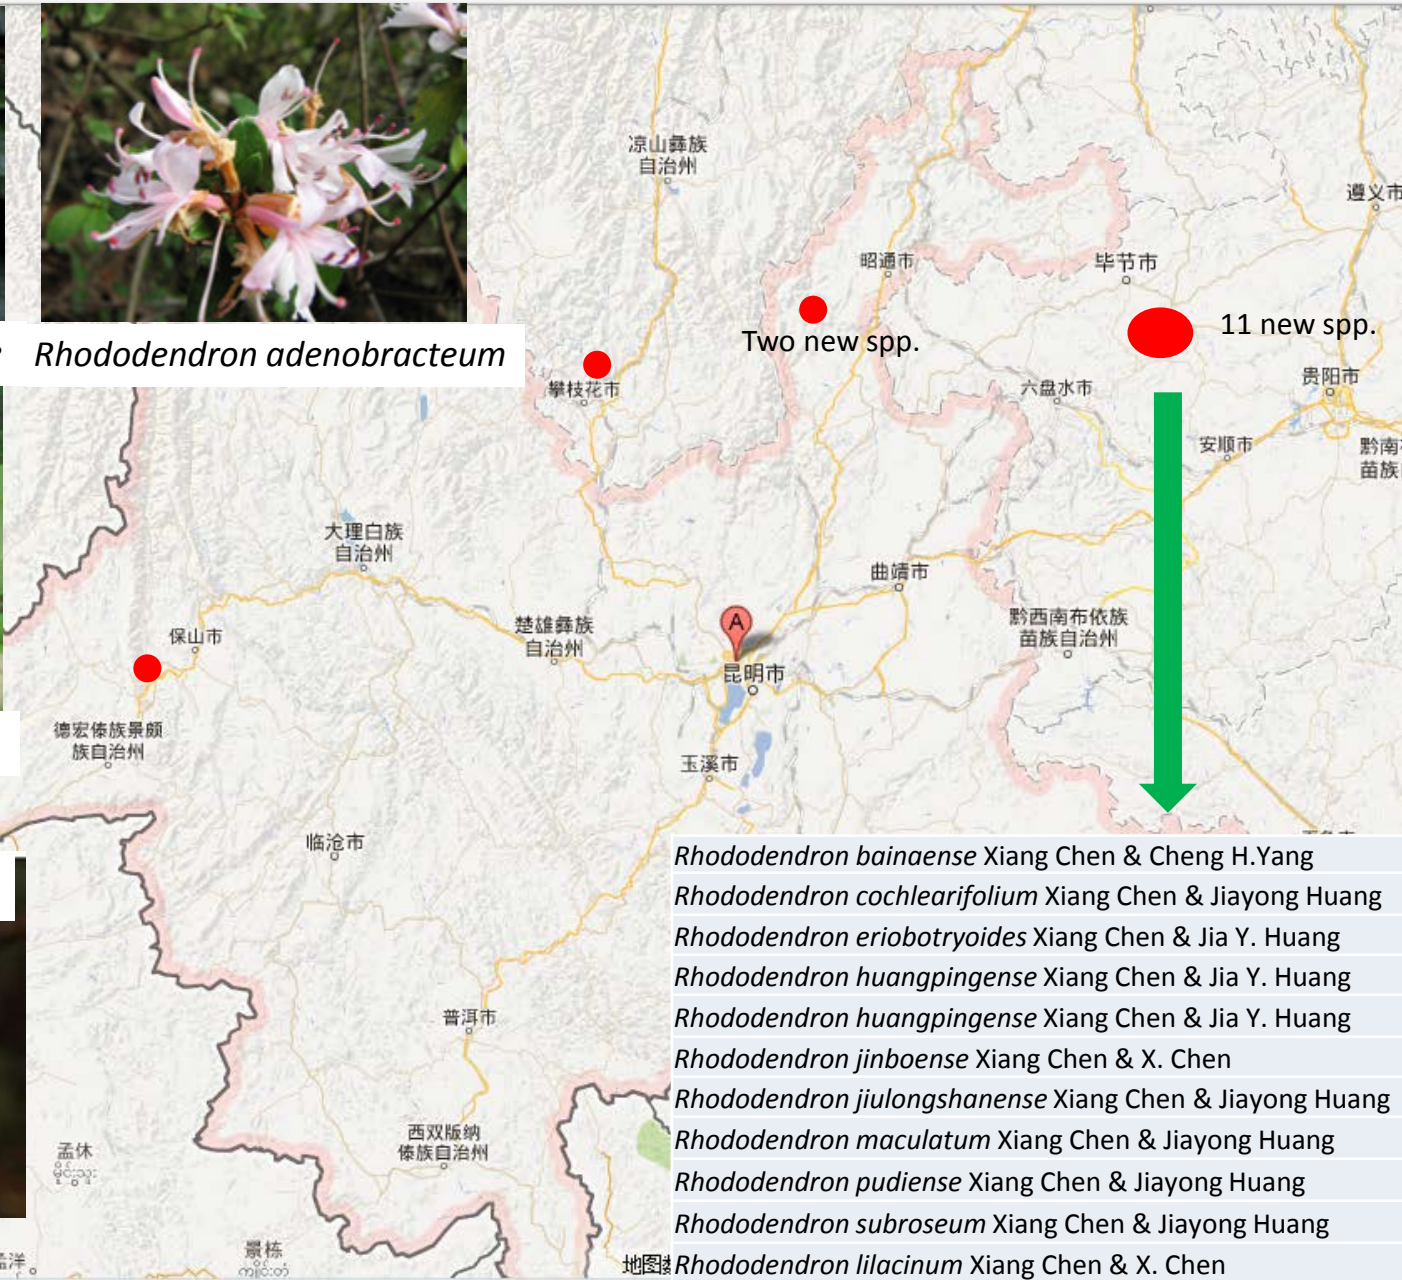 凉山彝族
自治州
遵义市
昭通市
毕节市
Two new spp.
11 new spp.
Rhododendron adenobracteum
攀枝花市
六盘水市
贵阳市
安顺市
黔南
苗族
大理白族
自治州
曲靖市
楚雄彝族
自治州
黔西南布依族
苗族自治州
保山市
A
昆明市
德宏傣族景颇
族自治州
玉溪市
临沧市
普洱市
西双版纳
傣族自治州
孟休
景栋
地图
Rhododendron bainaense Xiang Chen & Cheng H.Yang
Rhododendron cochlearifolium Xiang Chen & Jiayong Huang
Rhododendron eriobotryoides Xiang Chen & Jia Y. Huang
Rhododendron huangpingense Xiang Chen & Jia Y. Huang
Rhododendron huangpingense Xiang Chen & Jia Y. Huang
Rhododendron jinboense Xiang Chen & X. Chen
Rhododendron jiulongshanense Xiang Chen & Jiayong Huang
Rhododendron maculatum Xiang Chen & Jiayong Huang
Rhododendron pudiense Xiang Chen & Jiayong Huang
Rhododendron subroseum Xiang Chen & Jiayong Huang
Rhododendron lilacinum Xiang Chen & X. Chen